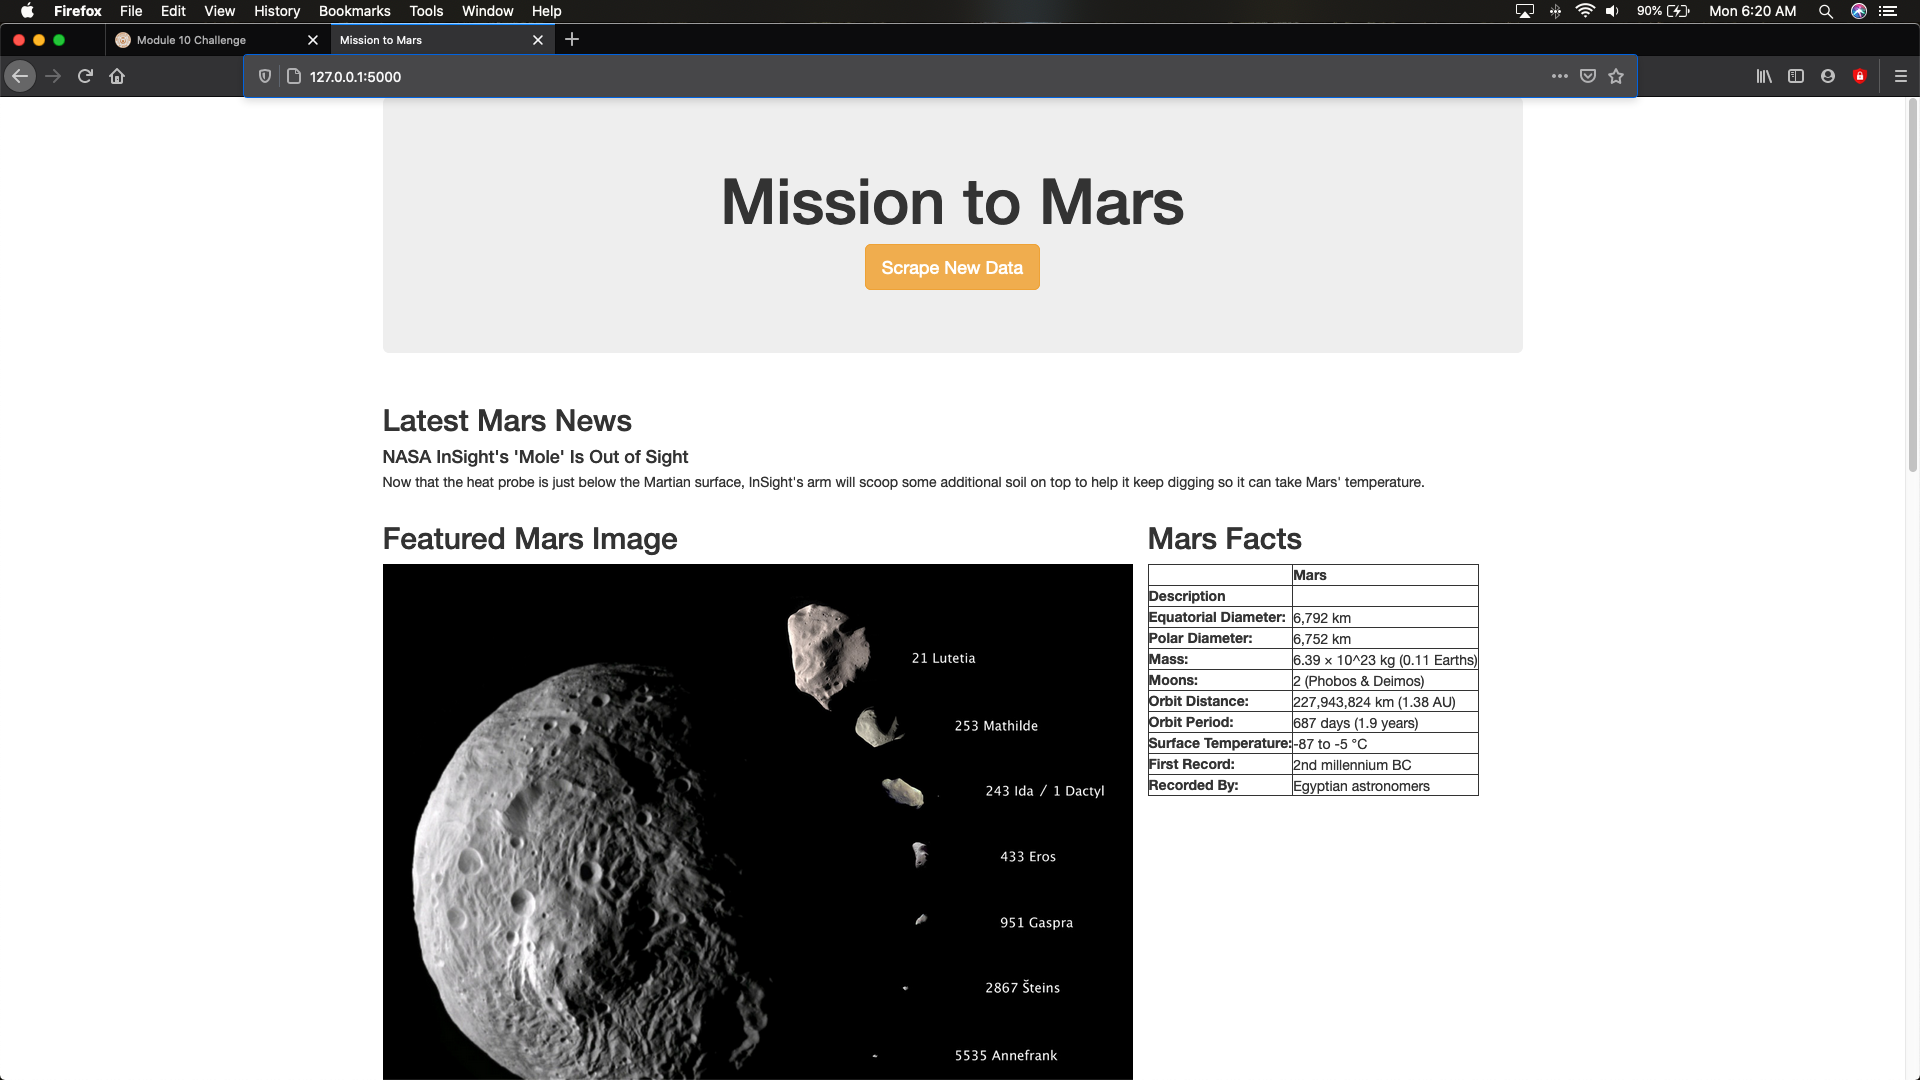 Firefox File Edit View History Bookmarks Tools Window Help 90% Mon 6:20 AM
Module 10 Challenge Mission to Mars
127.0.0.1:5000
Mission to Mars
Scrape New Data
Latest Mars News
NASA InSight's 'Mole' Is Out of Sight
Now that the heat probe is just below the Martian surface, InSight's arm will scoop some additional soil on top to help it keep digging so it can take Mars' temperature.
Featured Mars Image
21 Lutetia
253 Mathilde
243 Ida / 1 Dactyl
433 Eros
951 Gaspra
2867 Šteins
5535 Annefrank
Mars Facts
Mars
Description
Equatorial Diameter: 6,792 km
Polar Diameter: 6,752 km
Mass: 6.39 × 10^23 kg (0.11 Earths)
Moons: 2 (Phobos & Deimos)
Orbit Distance: 227,943,824 km (1.38 AU)
Orbit Period: 687 days (1.9 years)
Surface Temperature: -87 to -5 °C
First Record: 2nd millennium BC
Recorded By: Egyptian astronomers